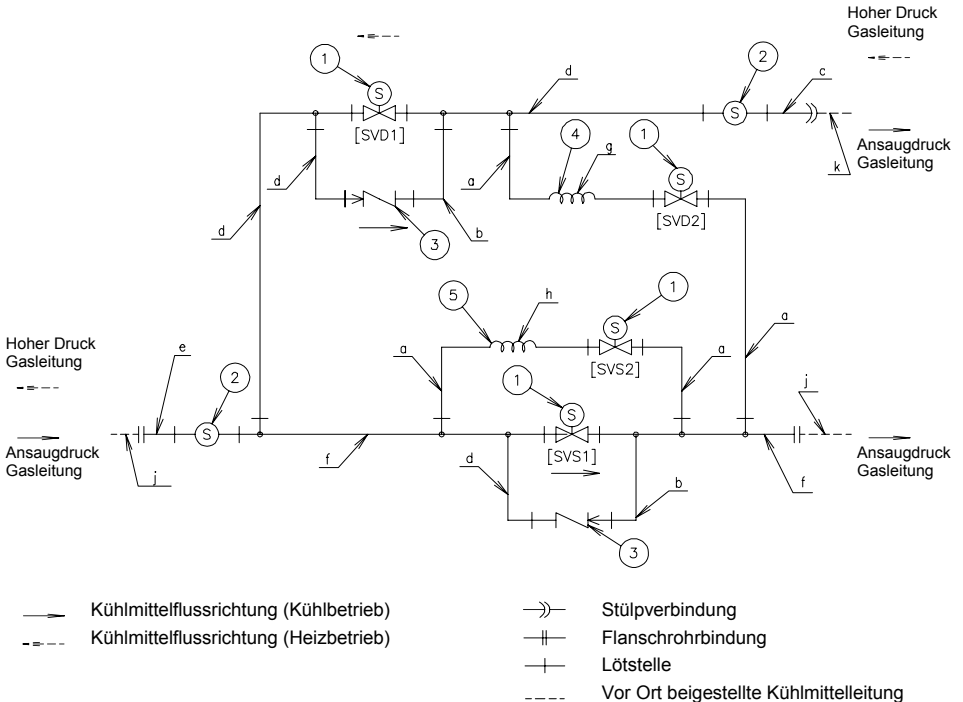 Hoher Druck
Gasleitung
1
2
d
c
S
S
[SVD1]
Ansaugdruck
Gasleitung
k
4
g
1
d
a
S
d
b
[SVD2]
3
5
h
1
S
Hoher Druck
Gasleitung
e
a
a
a
[SVS2]
2
1
j
S
S
Ansaugdruck
Gasleitung
Ansaugdruck
Gasleitung
j
f
[SVS1]
f
d
b
3
Kühlmittelflussrichtung (Kühlbetrieb)
Kühlmittelflussrichtung (Heizbetrieb)
Stülpverbindung
Flanschrohrbindung
Lötstelle
Vor Ort beigestellte Kühlmittelleitung